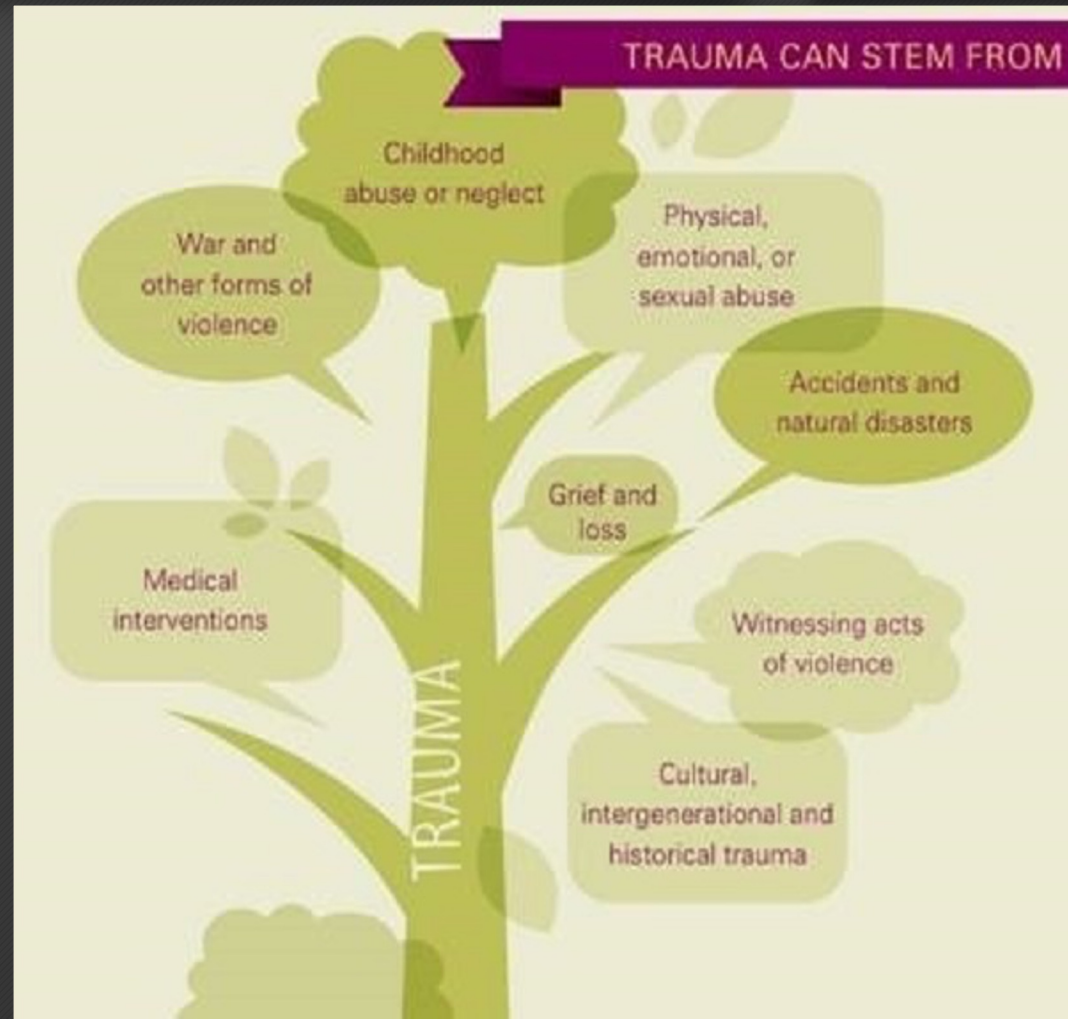 TRAUMA CAN STEM FROM
Childhood
abuse or neglect
War and
other forms of
violence
Physical,
emotional, or
sexual abuse
Accidents and
natural disasters
Grief and
loss
Medical
interventions
Witnessing acts
of violence
Cultural,
intergenerational and
historical trauma
TRAUMA